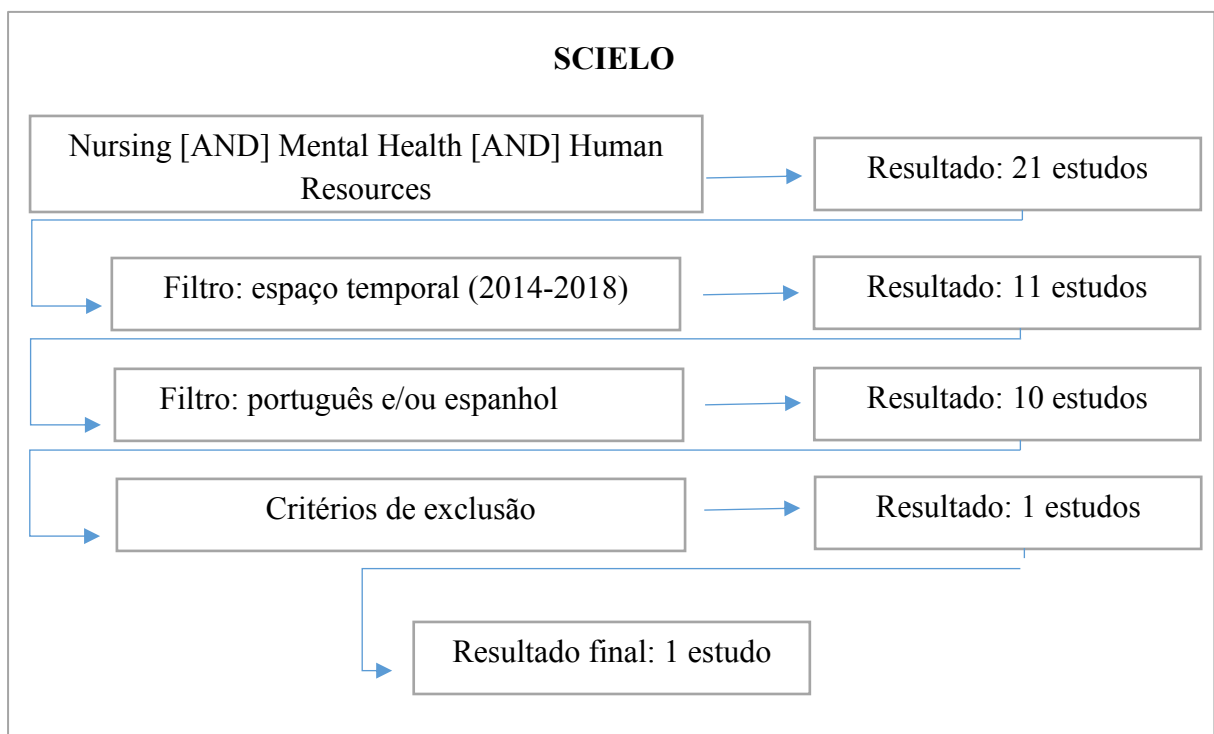 SCIELO
Nursing [AND] Mental Health [AND] Human
Resources
Resultado: 21 estudos
Filtro: espaço temporal (2014-2018)
Resultado: 11 estudos
Filtro: português e/ou espanhol
Resultado: 10 estudos
Critérios de exclusão
Resultado: 1 estudos
Resultado final: 1 estudo